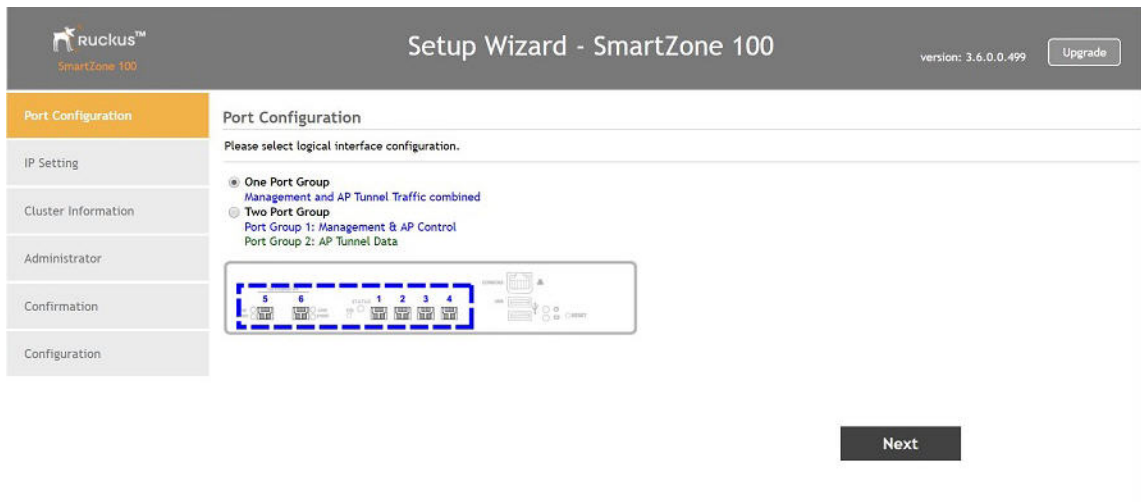 Ruckus™
SmartZone 100
Setup Wizard - SmartZone 100
version: 3.6.0.0.499
Upgrade
Port Configuration
IP Setting
Cluster Information
Administrator
Confirmation
Configuration
Port Configuration
Please select logical interface configuration.
One Port Group
Management and AP Tunnel Traffic combined
Two Port Group
Port Group 1: Management & AP Control
Port Group 2: AP Tunnel Data
5 6 1 2 3 4
Next